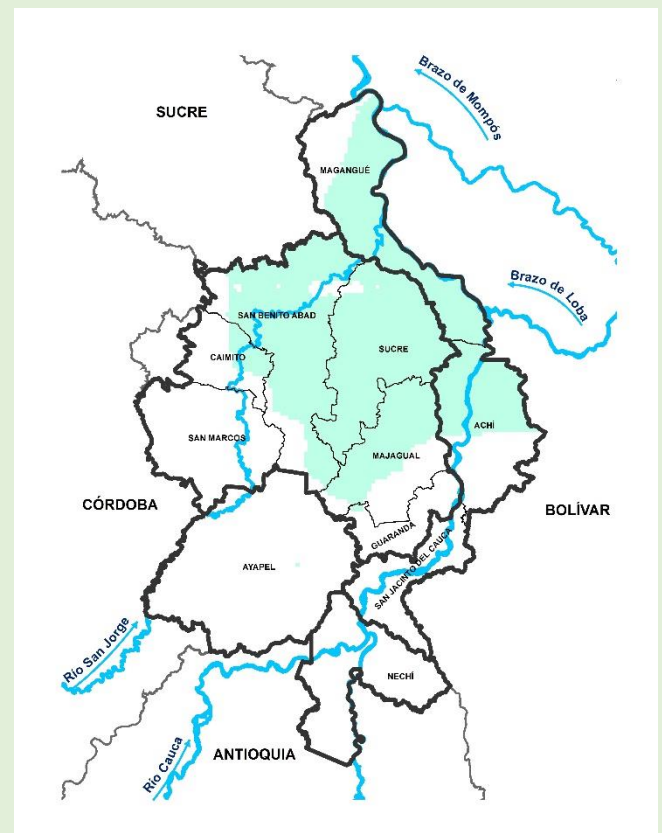 Brazo de Mompós
SUCRE
MAGANGUÉ
Brazo de Loba
SAN BENITO ABAD
CAIMITO
SUCRE
ACHÍ
SAN MARCOS
MAJAGUAL
CÓRDOBA
BOLÍVAR
GUARANDA
AYAPEL
SAN JACINTO DEL CAUCA
Río San Jorge
NECHÍ
ANTIOQUIA
Río Cauca